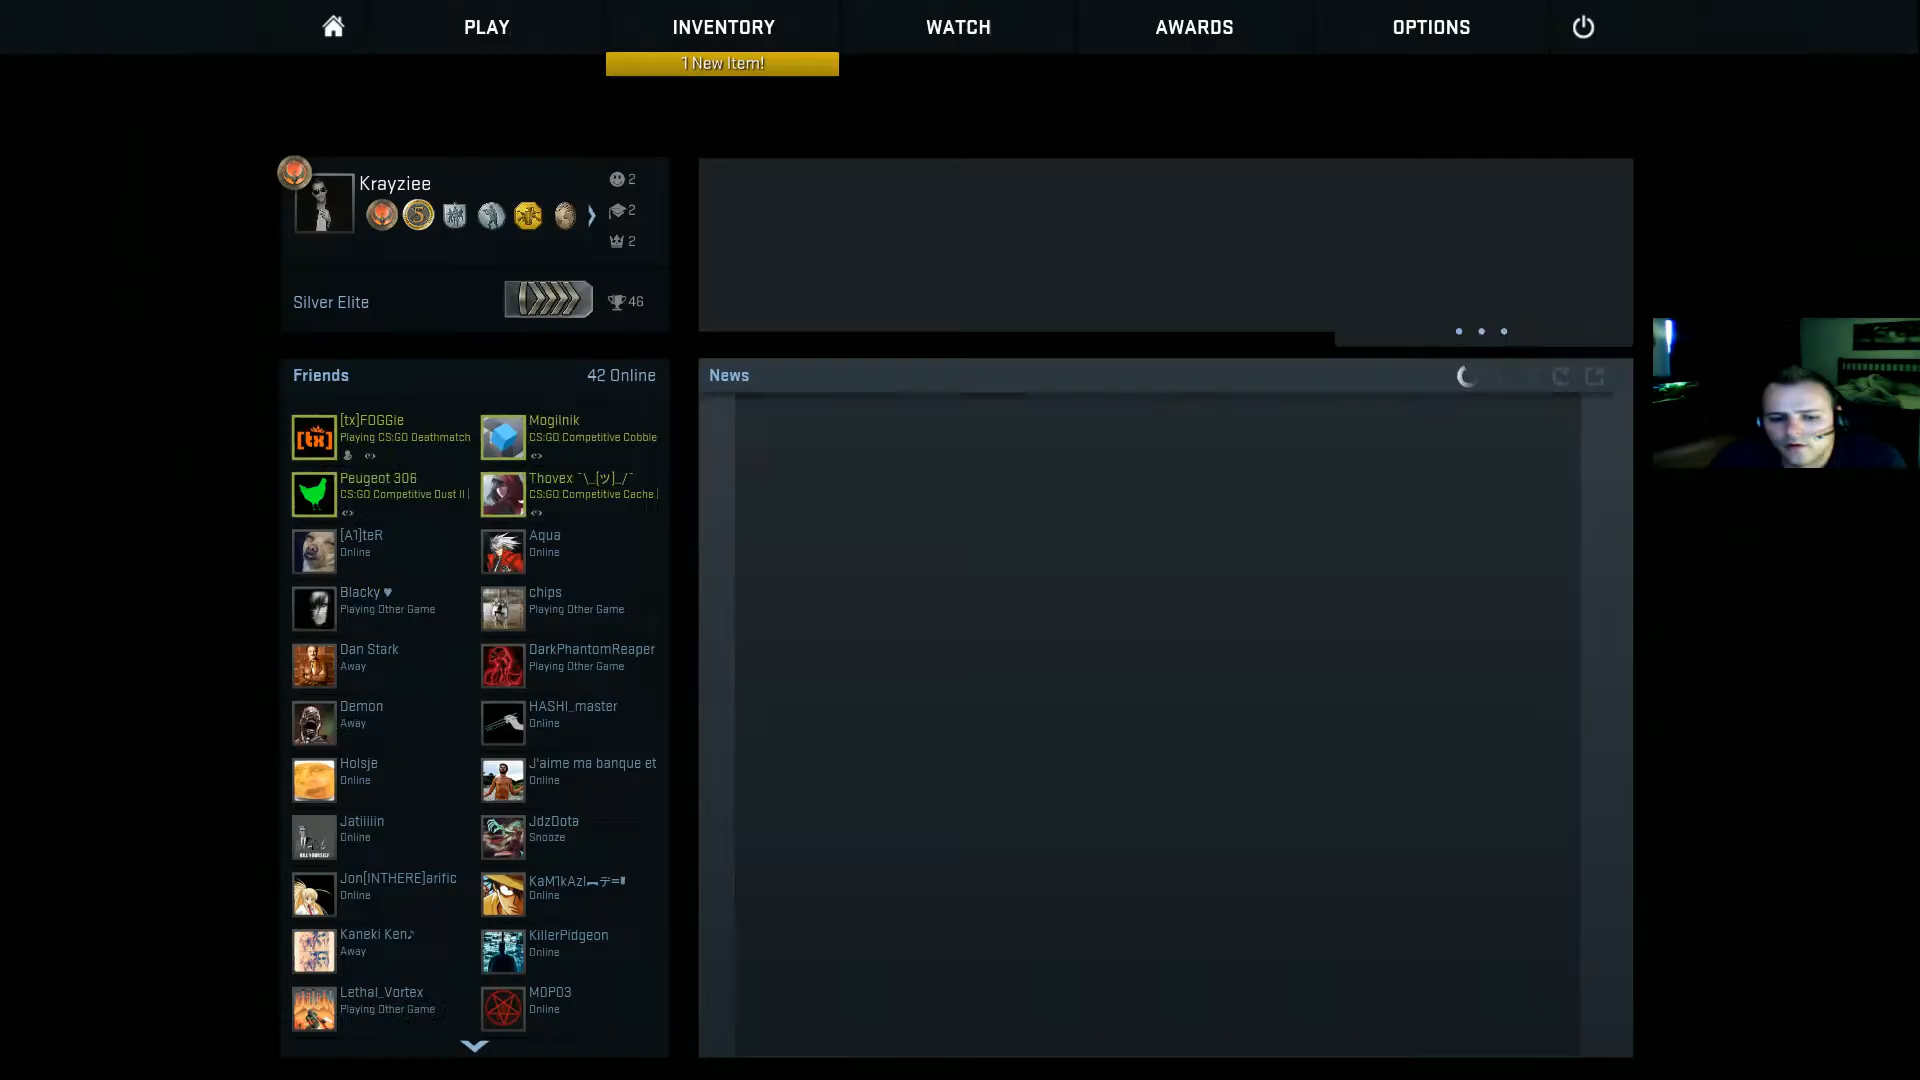 PLAY
INVENTORY
WATCH
AWARDS
OPTIONS
1 New Item!
Krayziee
2
5
2
2
Silver Elite
46
Friends
42 Online
News
[tx]FOGGie
Playing CS:GO Deathmatch
Mogilnik
CS:GO Competitive Cobble
Peugeot 306
CS:GO Competitive Dust II |
Thovex ¯\_(ツ)_/¯
CS:GO Competitive Cache |
[A1]teR
Online
Aqua
Online
Blacky ♥
Playing Other Game
chips
Playing Other Game
Dan Stark
Away
DarkPhantomReaper
Playing Other Game
Demon
Away
HASHI_master
Online
Holsje
Online
J'aime ma banque et
Online
Jatiiiiin
Online
JdzDota
Snooze
Jon[INTHERE]arific
Online
KaM1kAzI︻デ=▮
Online
Kaneki Ken♪
Away
KillerPidgeon
Online
Lethal_Vortex
Playing Other Game
M0P03
Online